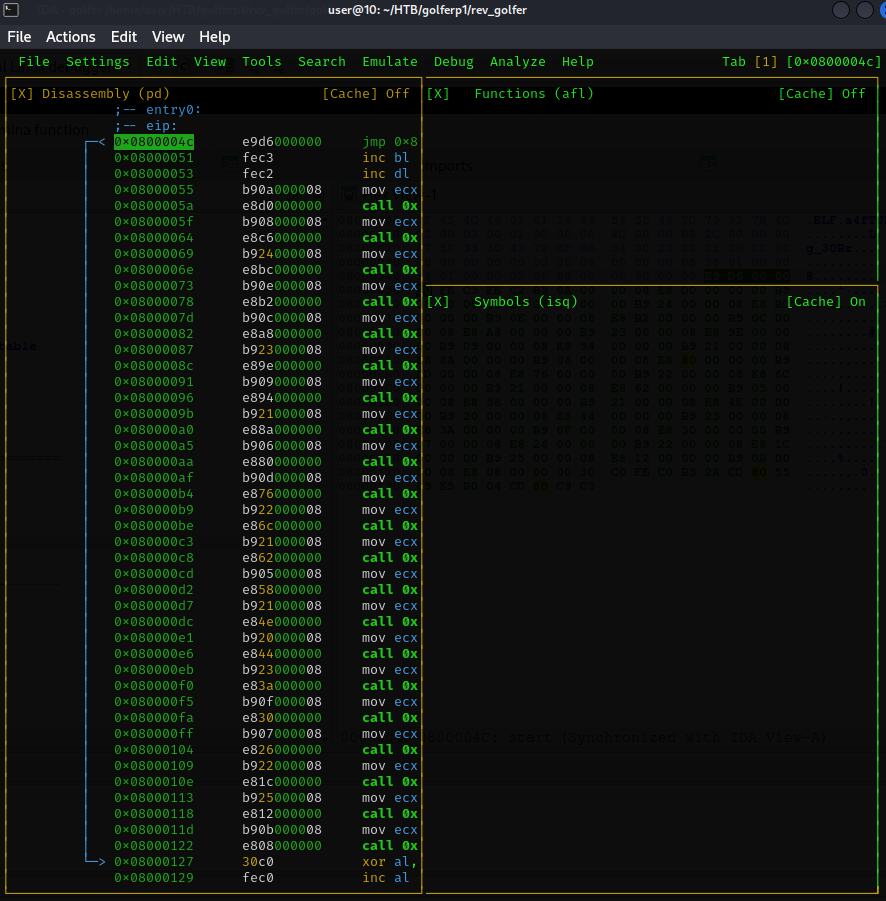 user@10: ~/HTB/golferp1/rev_golfer
File Actions Edit View Help
File Settings Edit View Tools Search Emulate Debug Analyze Help Tab [1] [0×0800004c]
[X] Disassembly (pd) [Cache] Off
[X] Functions (afl) [Cache] Off
;-- entry0:
;-- eip:
0×0800004c e9d6000000 jmp 0×8
0×08000051 fec3 inc bl
0×08000053 fec2 inc dl
0×08000055 b90a000008 mov ecx
0×0800005a e8d0000000 call 0x
0×0800005f b908000008 mov ecx
0×08000064 e8c6000000 call 0x
0×08000069 b924000008 mov ecx
0×0800006e e8bc000000 call 0x
0×08000073 b90e000008 mov ecx
0×08000078 e8b2000000 call 0x
0×0800007d b90c000008 mov ecx
0×08000082 e8a8000000 call 0x
0×08000087 b923000008 mov ecx
0×0800008c e89e000000 call 0x
0×08000091 b909000008 mov ecx
0×08000096 e894000000 call 0x
0×0800009b b921000008 mov ecx
0×080000a0 e88a000000 call 0x
0×080000a5 b906000008 mov ecx
0×080000aa e880000000 call 0x
0×080000af b90d000008 mov ecx
0×080000b4 e876000000 call 0x
0×080000b9 b922000008 mov ecx
0×080000be e86c000000 call 0x
0×080000c3 b921000008 mov ecx
0×080000c8 e862000000 call 0x
0×080000cd b905000008 mov ecx
0×080000d2 e858000000 call 0x
0×080000d7 b921000008 mov ecx
0×080000dc e84e000000 call 0x
0×080000e1 b920000008 mov ecx
0×080000e6 e844000000 call 0x
0×080000eb b923000008 mov ecx
0×080000f0 e83a000000 call 0x
0×080000f5 b90f000008 mov ecx
0×080000fa e830000000 call 0x
0×080000ff b907000008 mov ecx
0×08000104 e826000000 call 0x
0×08000109 b922000008 mov ecx
0×0800010e e81c000000 call 0x
0×08000113 b925000008 mov ecx
0×08000118 e812000000 call 0x
0×0800011d b90b000008 mov ecx
0×08000122 e808000000 call 0x
0×08000127 30c0 xor al,
0×08000129 fec0 inc al
[X] Symbols (isq) [Cache] On